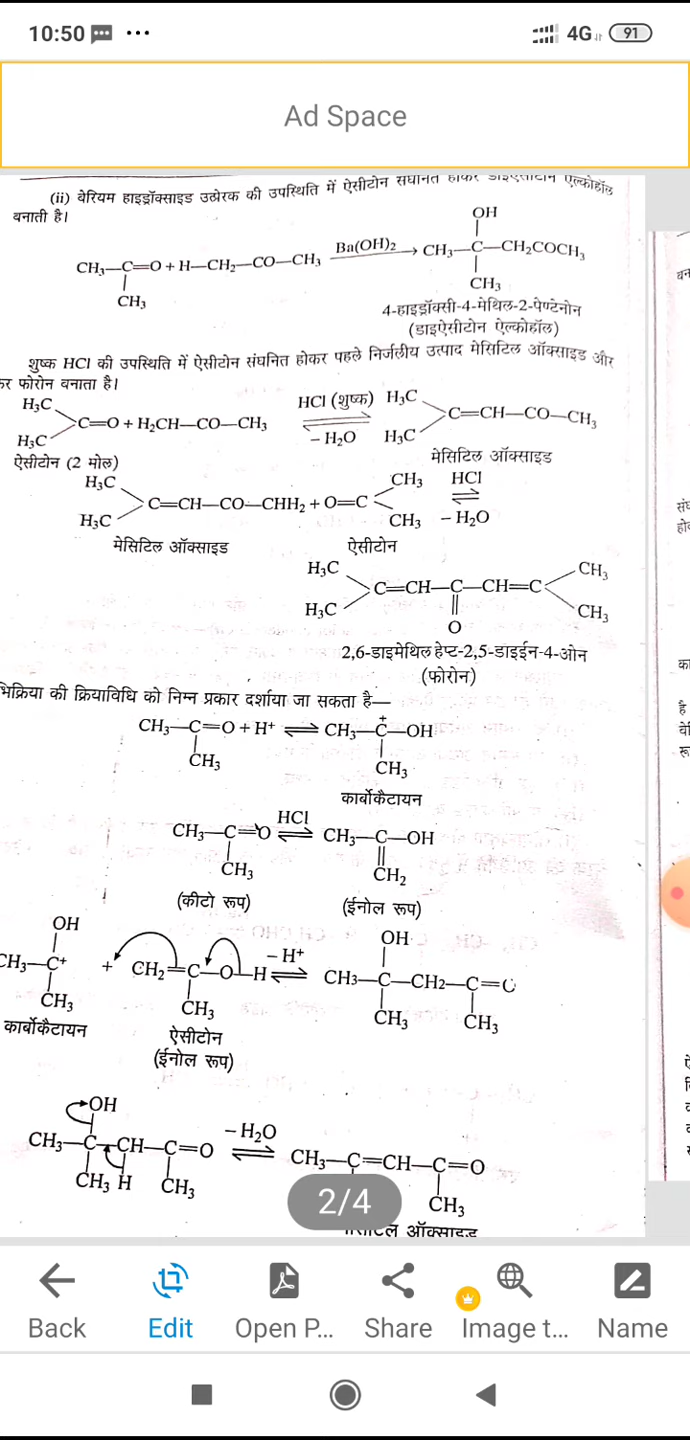 10:50
4G 91
Ad Space
(ii) बेरियम हाइड्रॉक्साइड उत्प्रेरक की उपस्थिति में ऐसीटोन संघनित होकर डाइऐसीटोन ऐल्कोहॉल
बनाती है।
OH
CH₃—C=O + H—CH₂—CO—CH₃ Ba(OH)₂ → CH₃—C—CH₂COCH₃
CH₃ CH₃
4-हाइड्रॉक्सी-4-मेथिल-2-पेण्टेनोन
(डाइऐसीटोन ऐल्कोहॉल)
शुष्क HCl की उपस्थिति में ऐसीटोन संघनित होकर पहले निर्जलीय उत्पाद मेसिटिल ऑक्साइड और
कर फोरोन बनाता है।
H₃C HCl (शुष्क) H₃C
C=O + H₂CH—CO—CH₃ ⇌ C=CH—CO—CH₃
H₃C – H₂O H₃C
ऐसीटोन (2 मोल) मेसिटिल ऑक्साइड
H₃C CH₃ HCl
C=CH—CO—CHH₂ + O=C ⇌
H₃C CH₃ – H₂O
मेसिटिल ऑक्साइड ऐसीटोन
H₃C CH₃
C=CH—C—CH=C
H₃C O CH₃
2,6-डाइमेथिल हेप्ट-2,5-डाइईन-4-ओन
(फोरोन)
भिक्रिया की क्रियाविधि को निम्न प्रकार दर्शाया जा सकता है—
CH₃—C=O + H⁺ ⇌ CH₃—C⁺—OH
CH₃ CH₃
कार्बोकैटायन
CH₃—C=O HCl ⇌ CH₃—C—OH
CH₃ CH₂
(कीटो रूप) (ईनोल रूप)
OH OH
CH₃—C⁺ + CH₂=C—O—H – H⁺ ⇌ CH3—C—CH2—C=O
CH₃ CH₃ CH₃ CH₃
कार्बोकैटायन ऐसीटोन
(ईनोल रूप)
OH
CH₃—C—CH—C=O – H₂O ⇌ CH₃—C=CH—C=O
CH₃ H CH₃ CH₃
2/4
ऑक्साइड
Back Edit Open P... Share Image t... Name